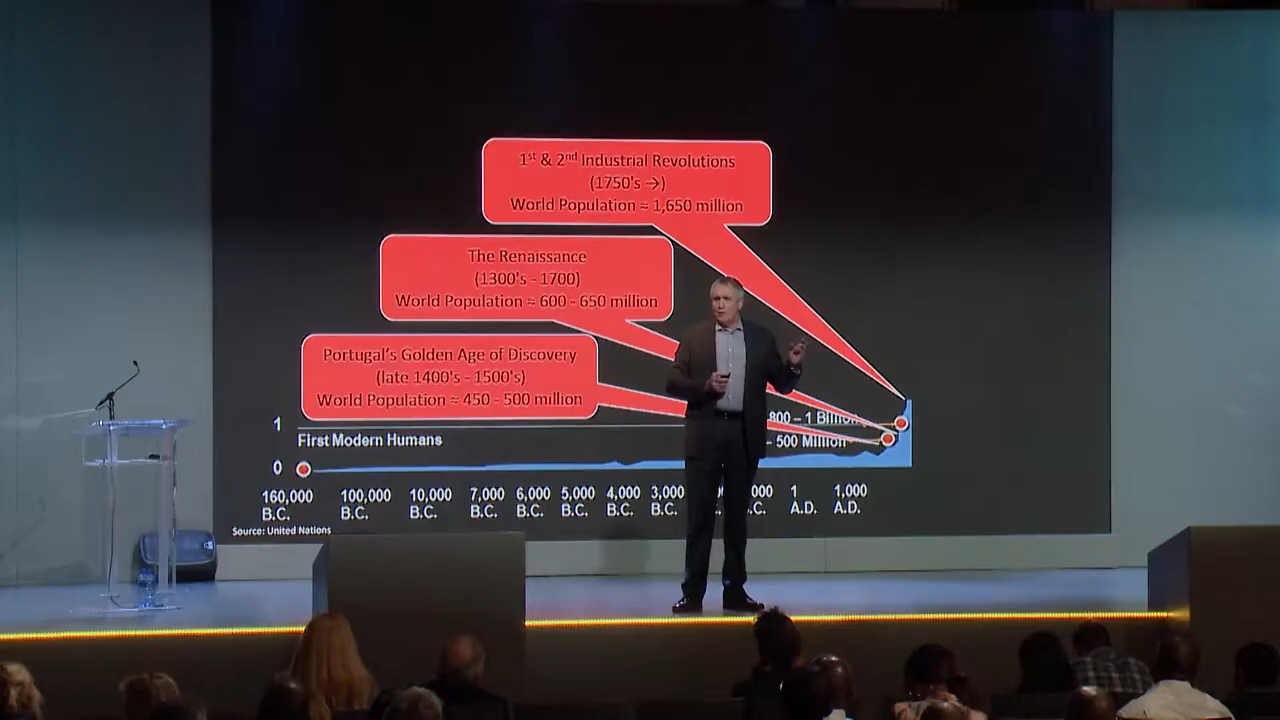 1st & 2nd Industrial Revolutions
(1750's →)
World Population ≈ 1,650 million
The Renaissance
(1300's - 1700)
World Population ≈ 600 - 650 million
Portugal's Golden Age of Discovery
(late 1400's - 1500's)
World Population ≈ 450 - 500 million
800 – 1 Billion
1
First Modern Humans
- 500 Million
0
160,000 B.C.
100,000 B.C.
10,000 B.C.
7,000 B.C.
6,000 B.C.
5,000 B.C.
4,000 B.C.
3,000 B.C.
1 A.D.
1,000 A.D.
Source: United Nations